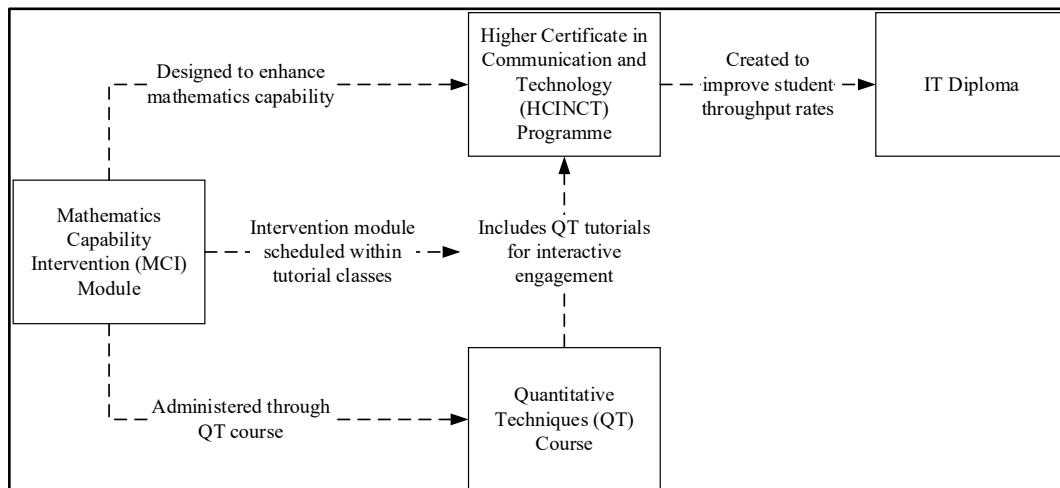 Higher Certificate in
Communication and
Technology
(HCINCT)
Programme
Designed to enhance
mathematics capability
Created to
improve student
throughput rates
IT Diploma
Mathematics
Capability
Intervention (MCI)
Module
Intervention module
scheduled within
tutorial classes
Includes QT tutorials
for interactive
engagement
Administered through
QT course
Quantitative
Techniques (QT)
Course